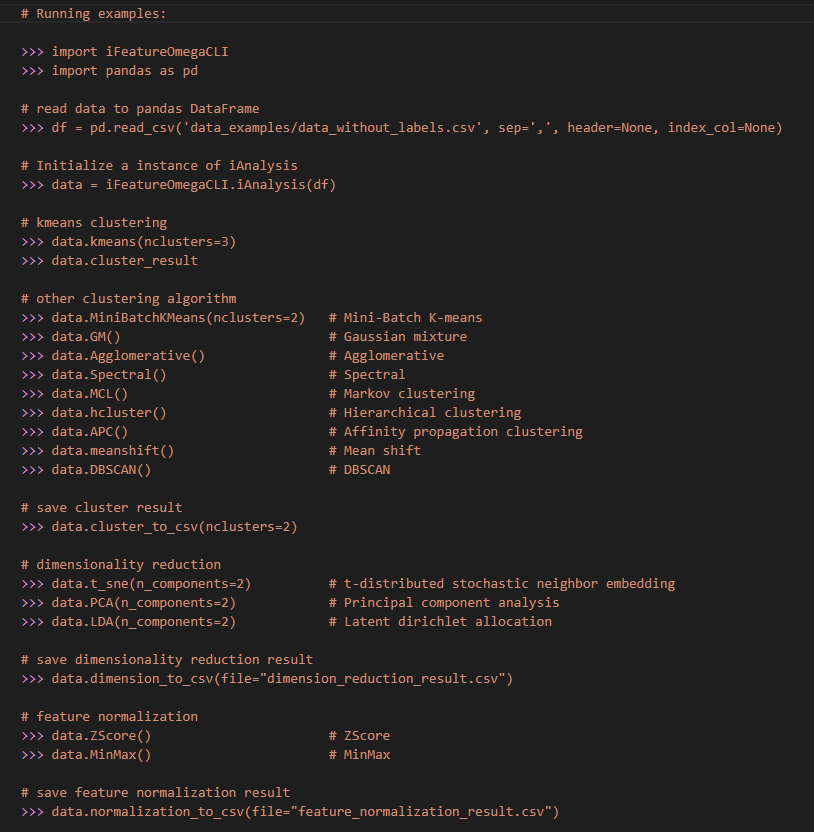 # Running examples:
>>> import iFeatureOmegaCLI
>>> import pandas as pd
# read data to pandas DataFrame
>>> df = pd.read_csv('data_examples/data_without_labels.csv', sep=',', header=None, index_col=None)
# Initialize a instance of iAnalysis
>>> data = iFeatureOmegaCLI.iAnalysis(df)
# kmeans clustering
>>> data.kmeans(nclusters=3)
>>> data.cluster_result
# other clustering algorithm
>>> data.MiniBatchKMeans(nclusters=2)   # Mini-Batch K-means
>>> data.GM()                           # Gaussian mixture
>>> data.Agglomerative()                # Agglomerative
>>> data.Spectral()                     # Spectral
>>> data.MCL()                          # Markov clustering
>>> data.hcluster()                     # Hierarchical clustering
>>> data.APC()                          # Affinity propagation clustering
>>> data.meanshift()                    # Mean shift
>>> data.DBSCAN()                       # DBSCAN
# save cluster result
>>> data.cluster_to_csv(nclusters=2)
# dimensionality reduction
>>> data.t_sne(n_components=2)          # t-distributed stochastic neighbor embedding
>>> data.PCA(n_components=2)            # Principal component analysis
>>> data.LDA(n_components=2)            # Latent dirichlet allocation
# save dimensionality reduction result
>>> data.dimension_to_csv(file="dimension_reduction_result.csv")
# feature normalization
>>> data.ZScore()                       # ZScore
>>> data.MinMax()                       # MinMax
# save feature normalization result
>>> data.normalization_to_csv(file="feature_normalization_result.csv")